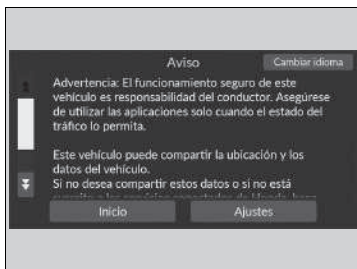 Aviso
Cambiar idioma
Advertencia: El funcionamiento seguro de este
vehículo es responsabilidad del conductor. Asegúrese
de utilizar las aplicaciones solo cuando el estado del
tráfico lo permita.
Este vehículo puede compartir la ubicación y los
datos del vehículo.
Si no desea compartir estos datos o si no está
Inicio
Ajustes